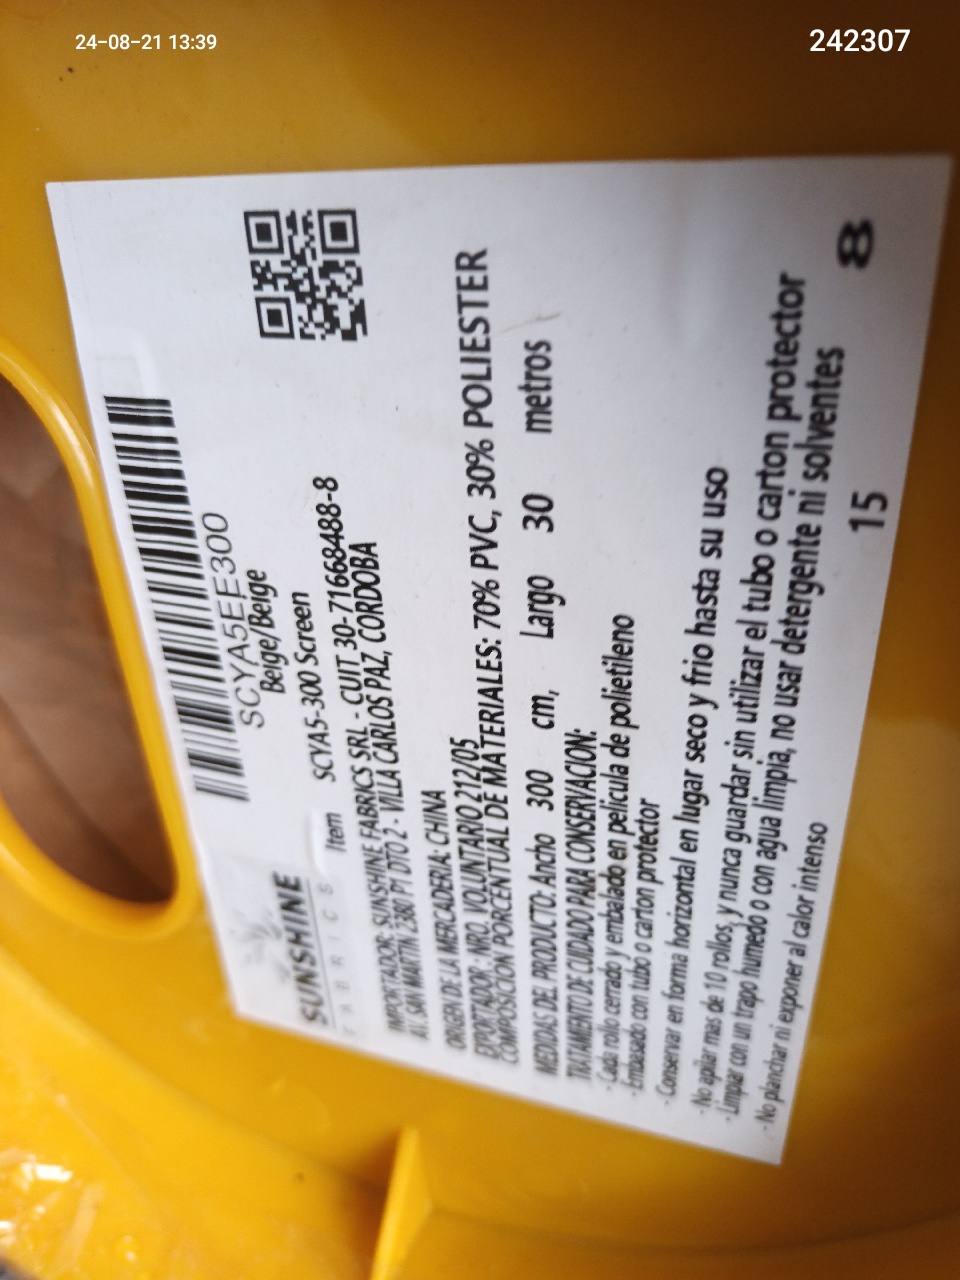 24-08-21 13:39
242307
SCYA5EE300
Beige/Beige
SUNSHINE
FABRICS
Item SCYA5-300 Screen
IMPORTADOR: SUNSHINE FABRICS SRL - CUIT 30-71668488-8
AV. SAN MARTIN 2380 P1 DTO 2 - VILLA CARLOS PAZ, CORDOBA
ORIGEN DE LA MERCADERIA: CHINA
EXPORTADOR: NRO. VOLUNTARIO 212/05
COMPOSICION PORCENTUAL DE MATERIALES: 70% PVC, 30% POLIESTER
MEDIDAS DEL PRODUCTO: Ancho 300 cm, Largo 30 metros
TRATAMIENTO DE CUIDADO PARA CONSERVACION:
- Cada rollo cerrado y embalado en pelicula de polietileno
- Embasado con tubo o carton protector
- Conservar en forma horizontal en lugar seco y frio hasta su uso
- No apilar mas de 10 rollos, y nunca guardar sin utilizar el tubo o carton protector
- Limpiar con un trapo humedo o con agua limpia, no usar detergente ni solventes
- No planchar ni exponer al calor intenso
15
8